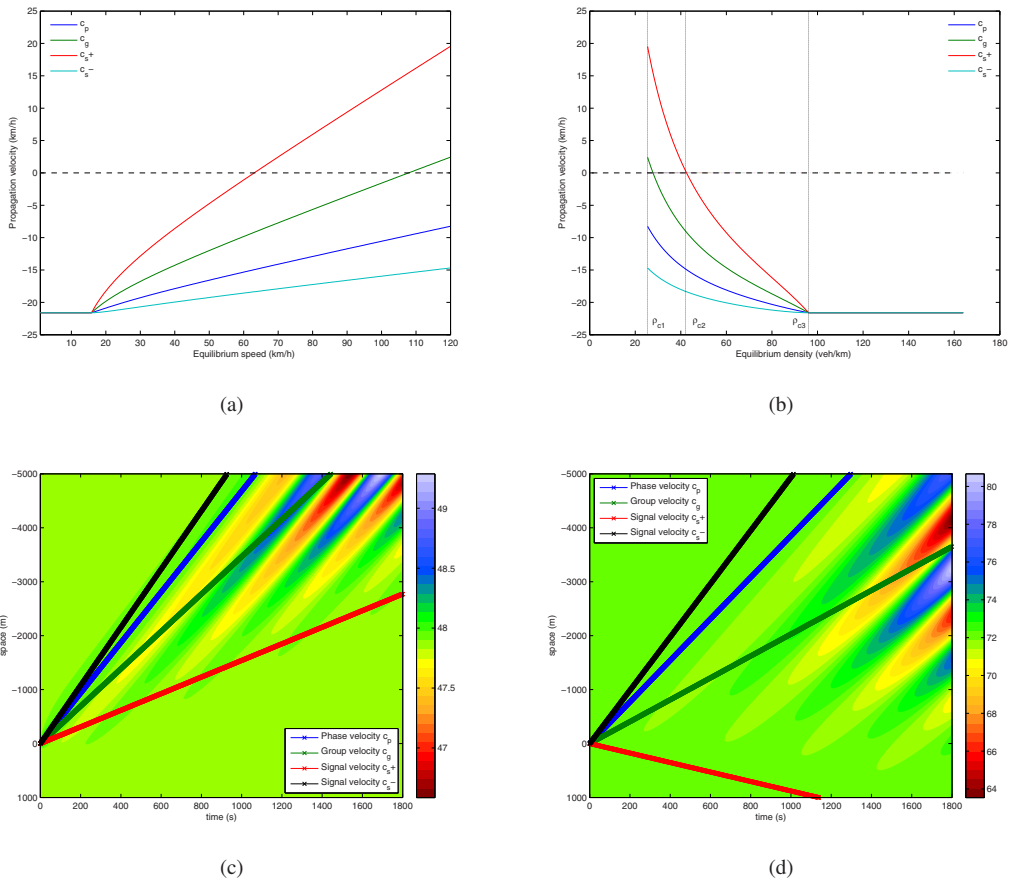 25
20
15
10
5
0
−5
−10
−15
−20
−25
10 20 30 40 50 60 70 80 90 100 110 120
Propagation velocity (km/h)
Equilibrium speed (km/h)
c_p
c_g
c_s+
c_s−
(a)
25
20
15
10
5
0
−5
−10
−15
−20
−25
0 20 40 60 80 100 120 140 160 180
Propagation velocity (km/h)
Equilibrium density (veh/km)
c_p
c_g
c_s+
c_s−
ρ_c1 ρ_c2 ρ_c3
(b)
−5000
−4000
−3000
−2000
−1000
0
1000
0 200 400 600 800 1000 1200 1400 1600 1800
space (m)
time (s)
Phase velocity c_p
Group velocity c_g
Signal velocity c_s+
Signal velocity c_s−
49
48.5
48
47.5
47
(c)
−5000
−4000
−3000
−2000
−1000
0
1000
0 200 400 600 800 1000 1200 1400 1600 1800
space (m)
time (s)
Phase velocity c_p
Group velocity c_g
Signal velocity c_s+
Signal velocity c_s−
80
78
76
74
72
70
68
66
64
(d)